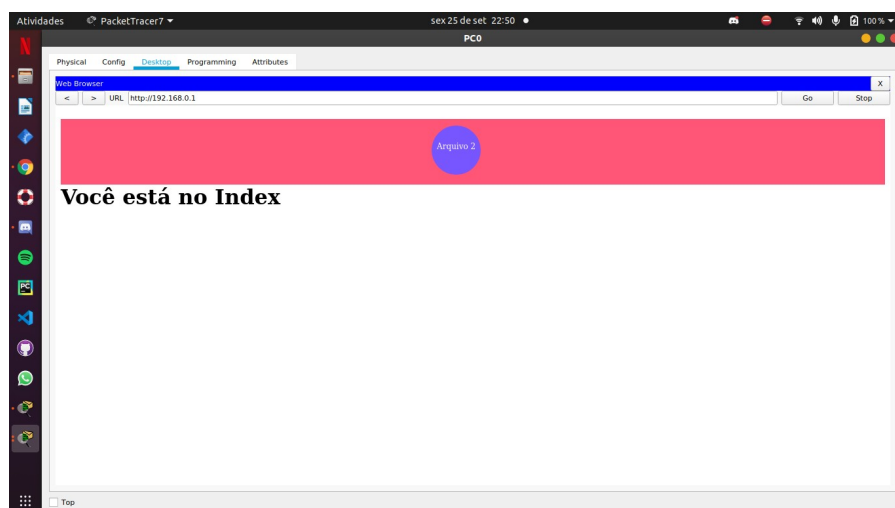 Atividades PacketTracer7 sex 25 de set 22:50 100%
PC0
Physical Config Desktop Programming Attributes
Web Browser X
< > URL http://192.168.0.1 Go Stop
Arquivo 2
Você está no Index
Top